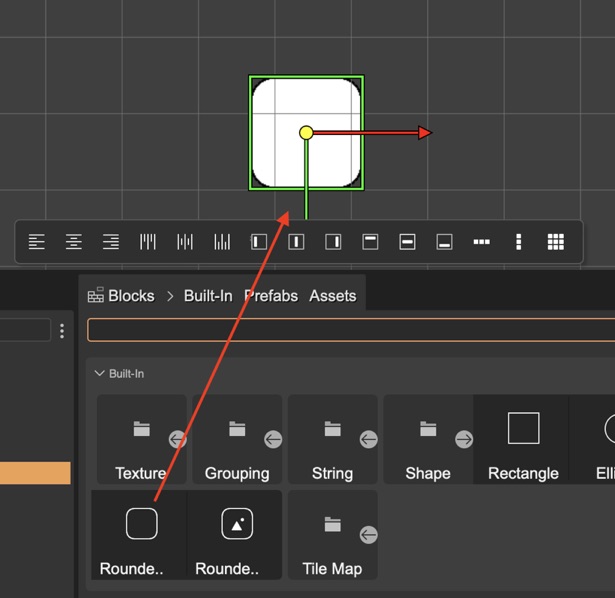 Blocks > Built-In Prefabs Assets
Built-In
Texture Grouping String Shape Rectangle Elli
Rounde.. Rounde.. Tile Map